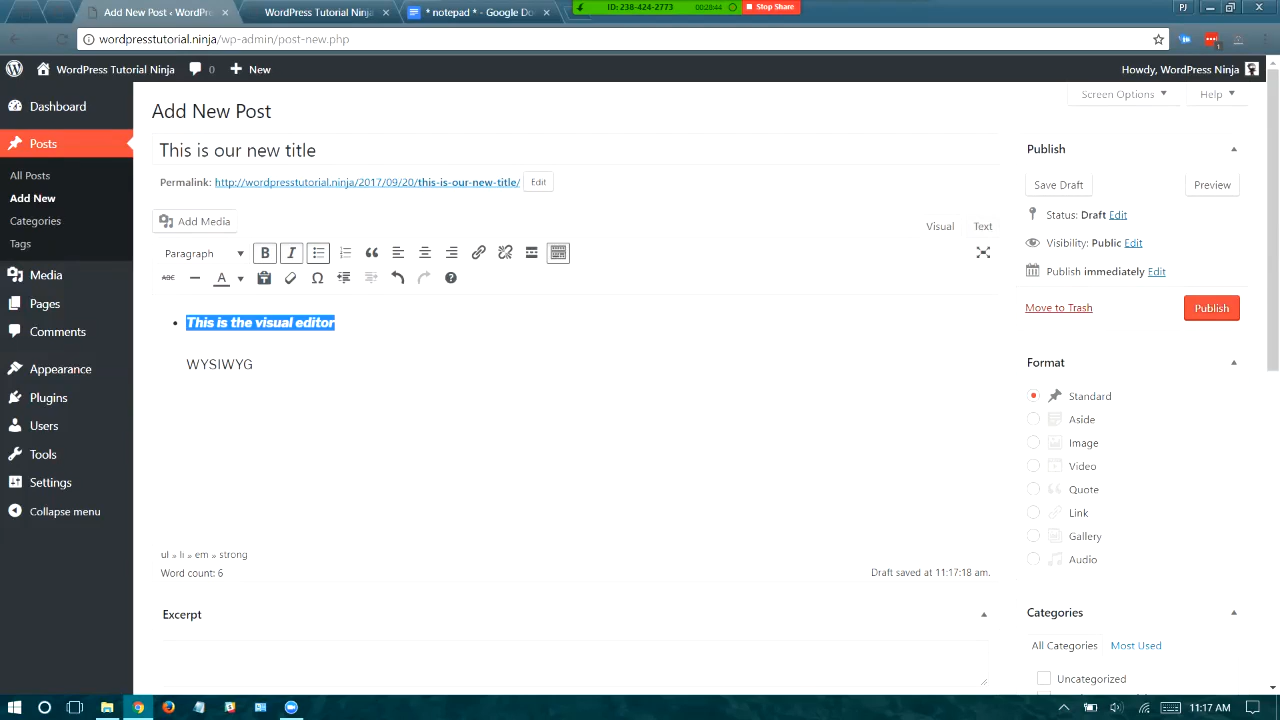 Add New Post ‹ WordPr
WordPress Tutorial Ninja
* notepad * - Google Do
ID: 238-424-2773
00:28:44
Stop Share
PJ
wordpresstutorial.ninja/wp-admin/post-new.php
WordPress Tutorial Ninja
0
New
Howdy, WordPress Ninja
Dashboard
Posts
All Posts
Add New
Categories
Tags
Media
Pages
Comments
Appearance
Plugins
Users
Tools
Settings
Collapse menu
Add New Post
Screen Options
Help
This is our new title
Permalink: http://wordpresstutorial.ninja/2017/09/20/this-is-our-new-title/ Edit
Add Media
Visual
Text
Paragraph
B
I
ABC
A
This is the visual editor
WYSIWYG
ul » li » em » strong
Word count: 6
Draft saved at 11:17:18 am.
Excerpt
Publish
Save Draft
Preview
Status: Draft Edit
Visibility: Public Edit
Publish immediately Edit
Move to Trash
Publish
Format
Standard
Aside
Image
Video
Quote
Link
Gallery
Audio
Categories
All Categories
Most Used
Uncategorized
11:17 AM